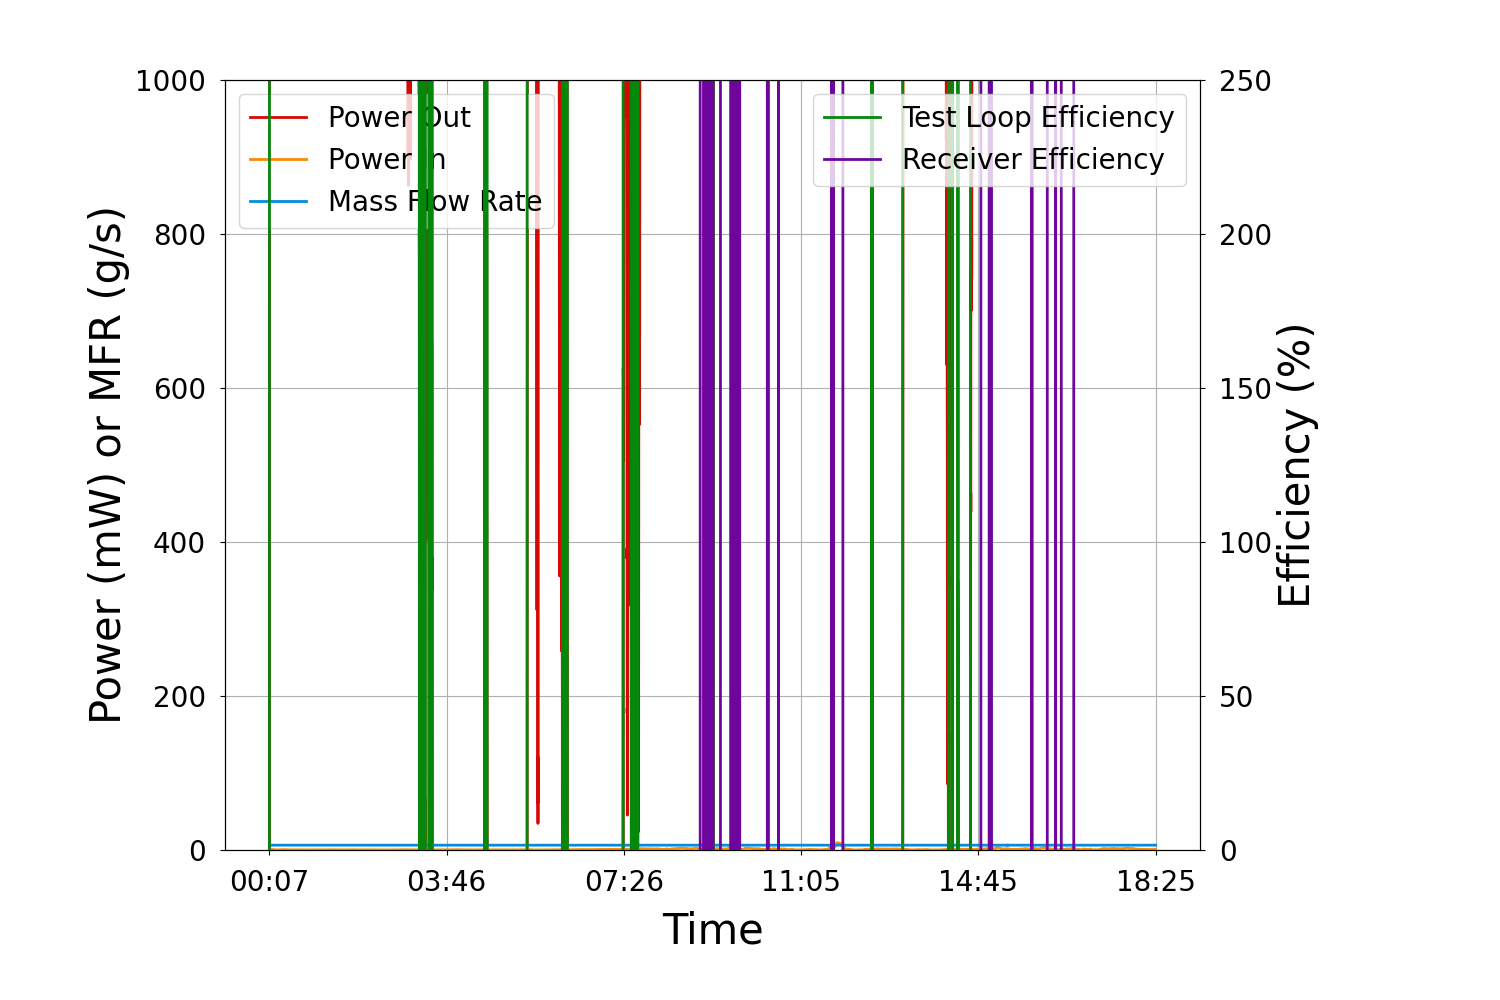 1000
800
600
400
200
0
Power (mW) or MFR (g/s)
Power Out
Power In
Mass Flow Rate
Test Loop Efficiency
Receiver Efficiency
250
200
150
100
50
0
Efficiency (%)
00:07 03:46 07:26 11:05 14:45 18:25
Time